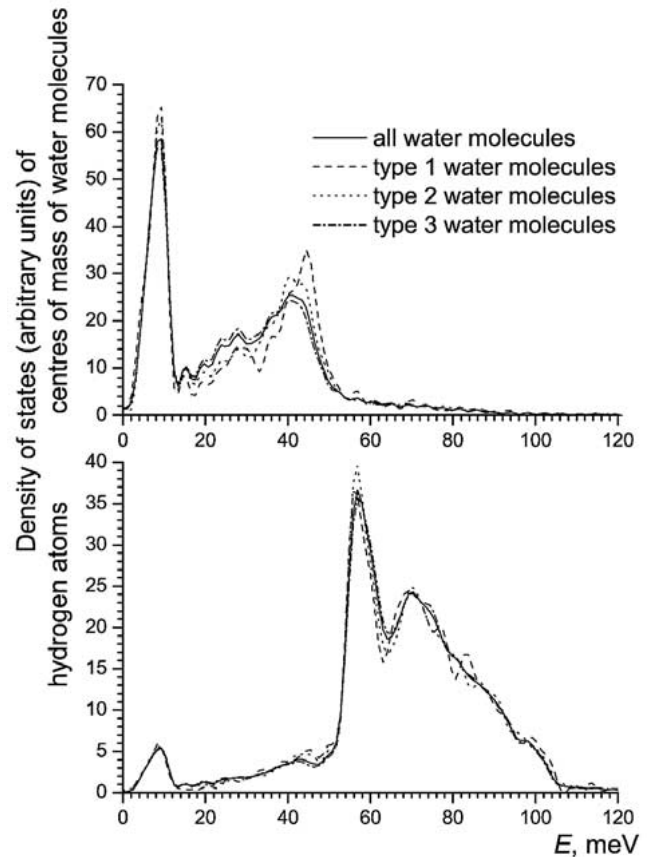 Density of states (arbitrary units) of
centres of mass of water molecules
hydrogen atoms
70
60
50
40
30
20
10
0
all water molecules
type 1 water molecules
type 2 water molecules
type 3 water molecules
0 20 40 60 80 100 120
40
35
30
25
20
15
10
5
0
0 20 40 60 80 100 120
E, meV